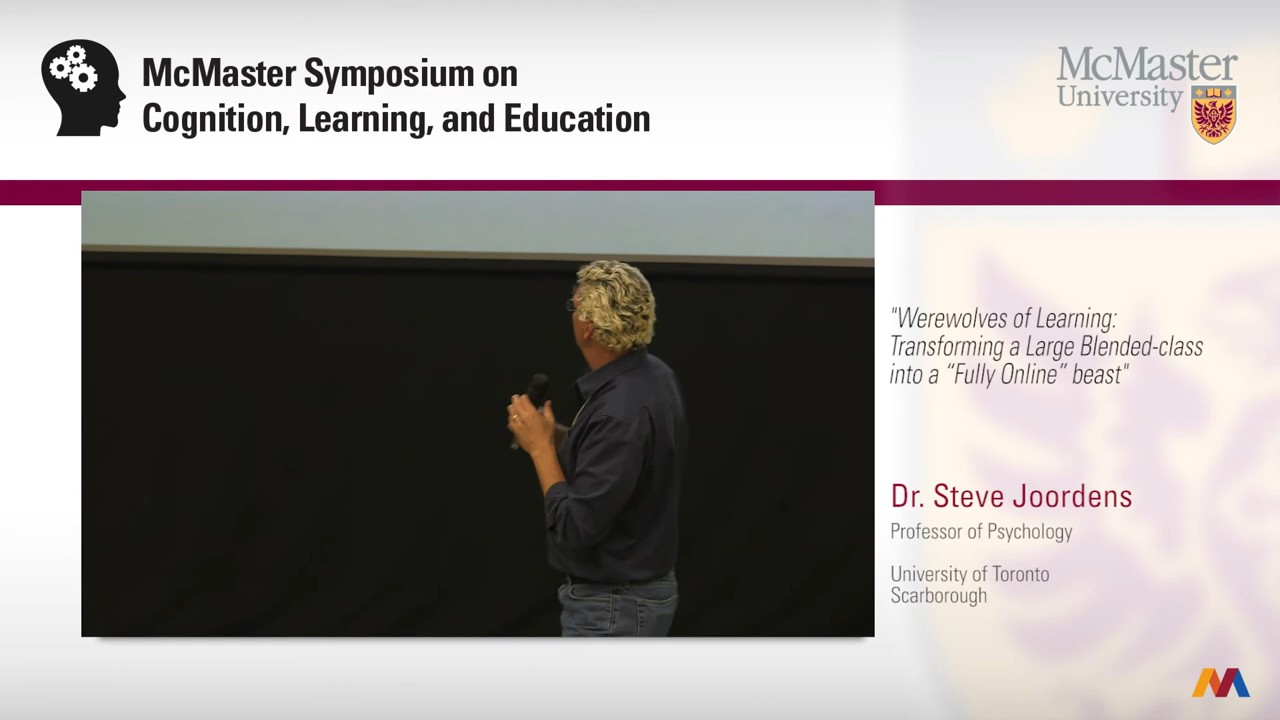 McMaster Symposium on
Cognition, Learning, and Education
McMaster
University
"Werewolves of Learning:
Transforming a Large Blended-class
into a “Fully Online” beast"
Dr. Steve Joordens
Professor of Psychology
University of Toronto
Scarborough